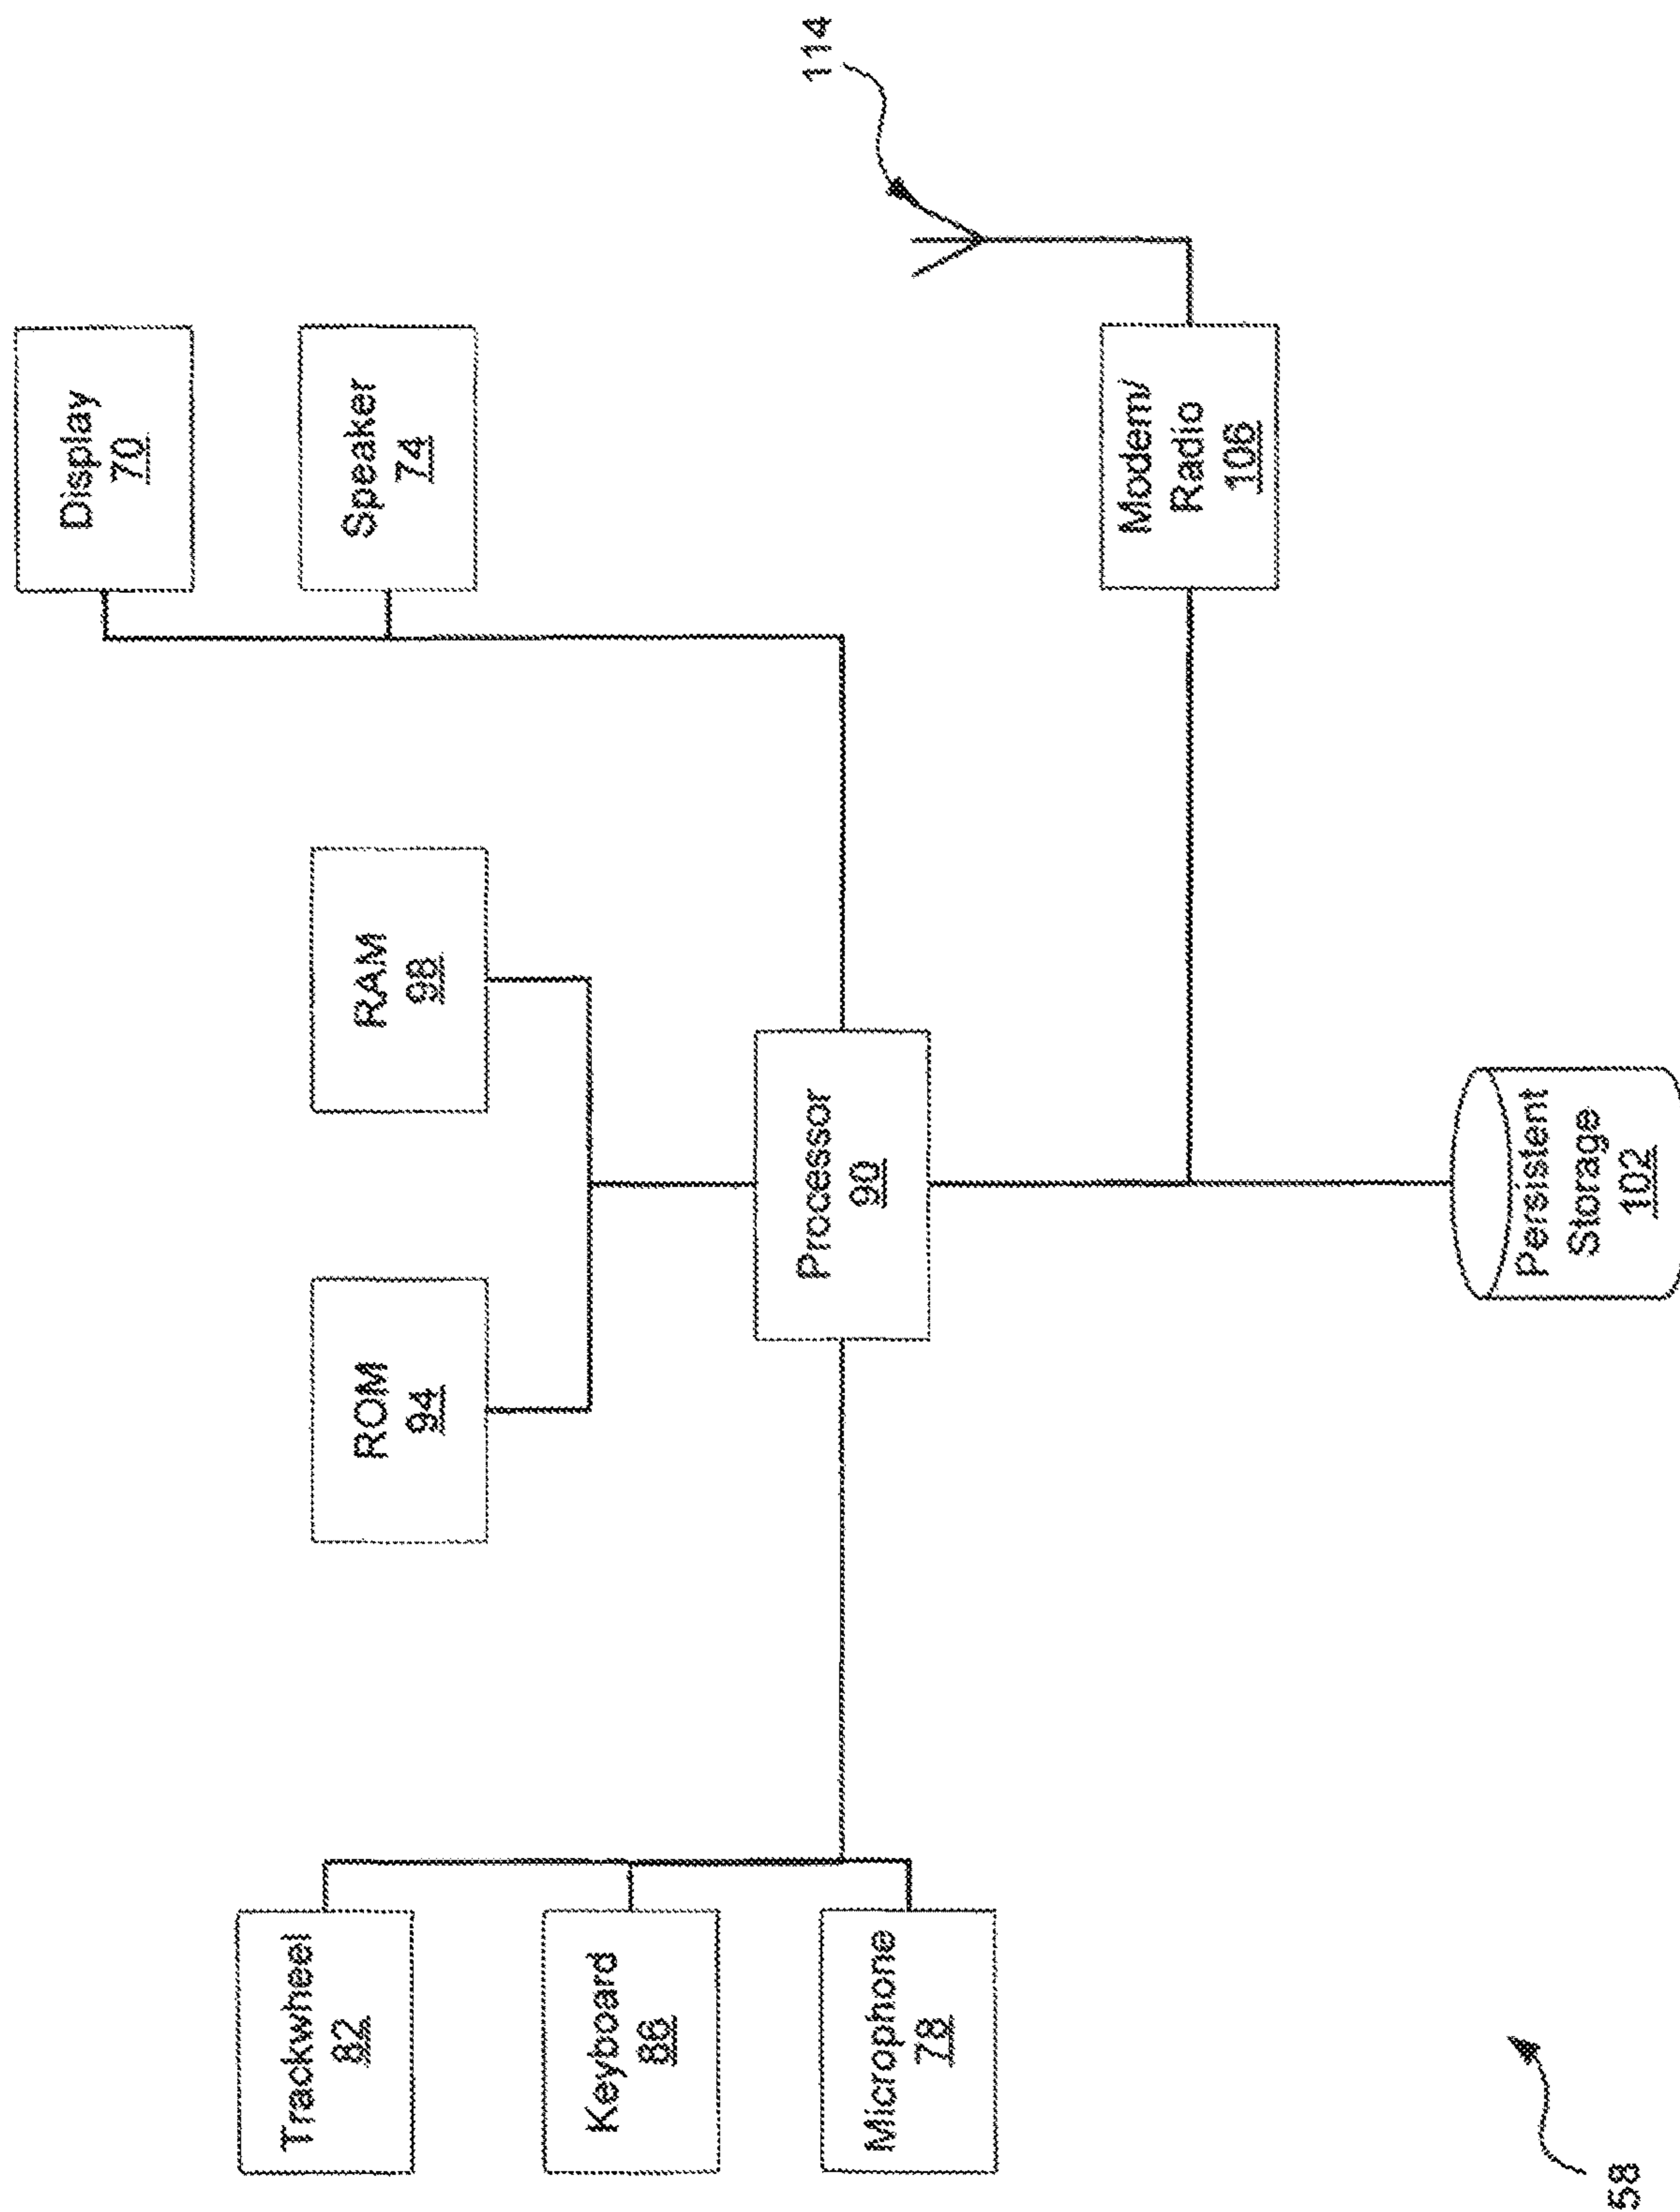 Display
70
Trackwheel
82
Speaker
74
ROM
94
RAM
98
Keyboard
86
Processor
90
114
Microphone
78
Modem/
Radio
106
Persistent
Storage
102
58